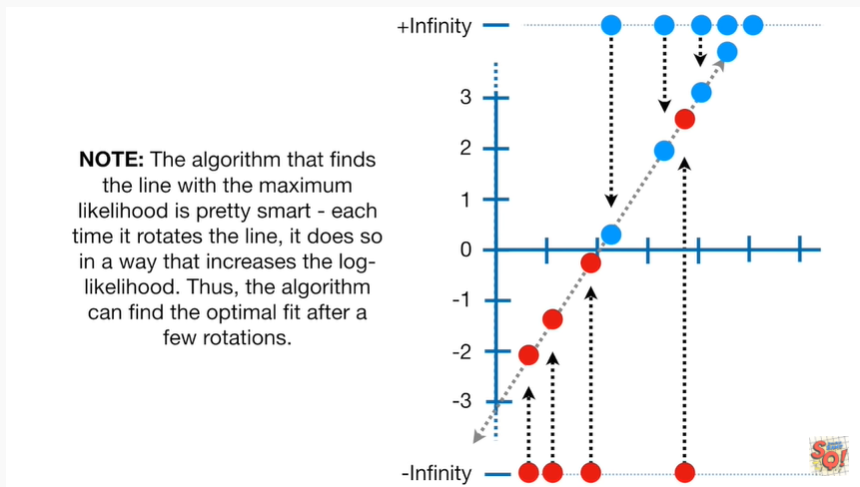 +Infinity
3
2
1
0
-1
-2
-3
-Infinity
NOTE: The algorithm that finds
the line with the maximum
likelihood is pretty smart - each
time it rotates the line, it does so
in a way that increases the log-
likelihood. Thus, the algorithm
can find the optimal fit after a
few rotations.
SQ!